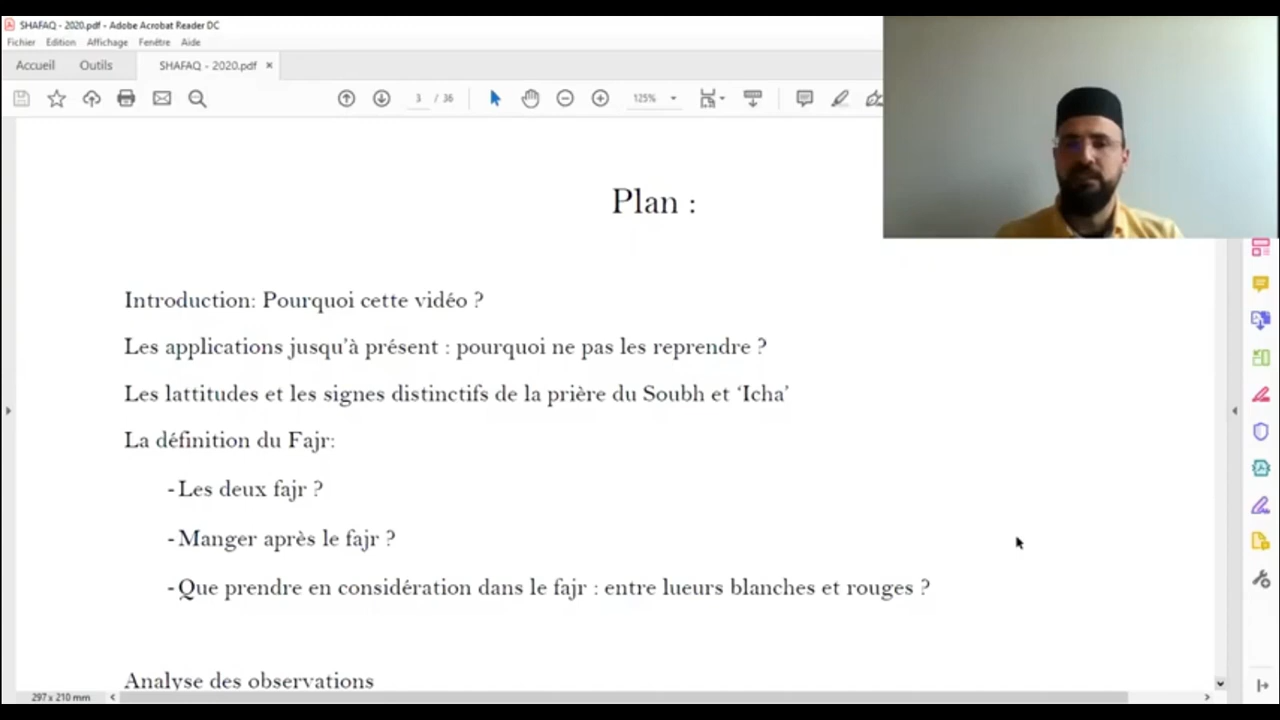 SHAFAQ - 2020.pdf - Adobe Acrobat Reader DC
Fichier Edition Affichage Fenêtre Aide
Accueil Outils SHAFAQ - 2020.pdf ×
3 / 36 125%
Plan :
Introduction: Pourquoi cette vidéo ?
Les applications jusqu’à présent : pourquoi ne pas les reprendre ?
Les lattitudes et les signes distinctifs de la prière du Soubh et ‘Icha’
La définition du Fajr:
-Les deux fajr ?
-Manger après le fajr ?
-Que prendre en considération dans le fajr : entre lueurs blanches et rouges ?
Analyse des observations
297 x 210 mm